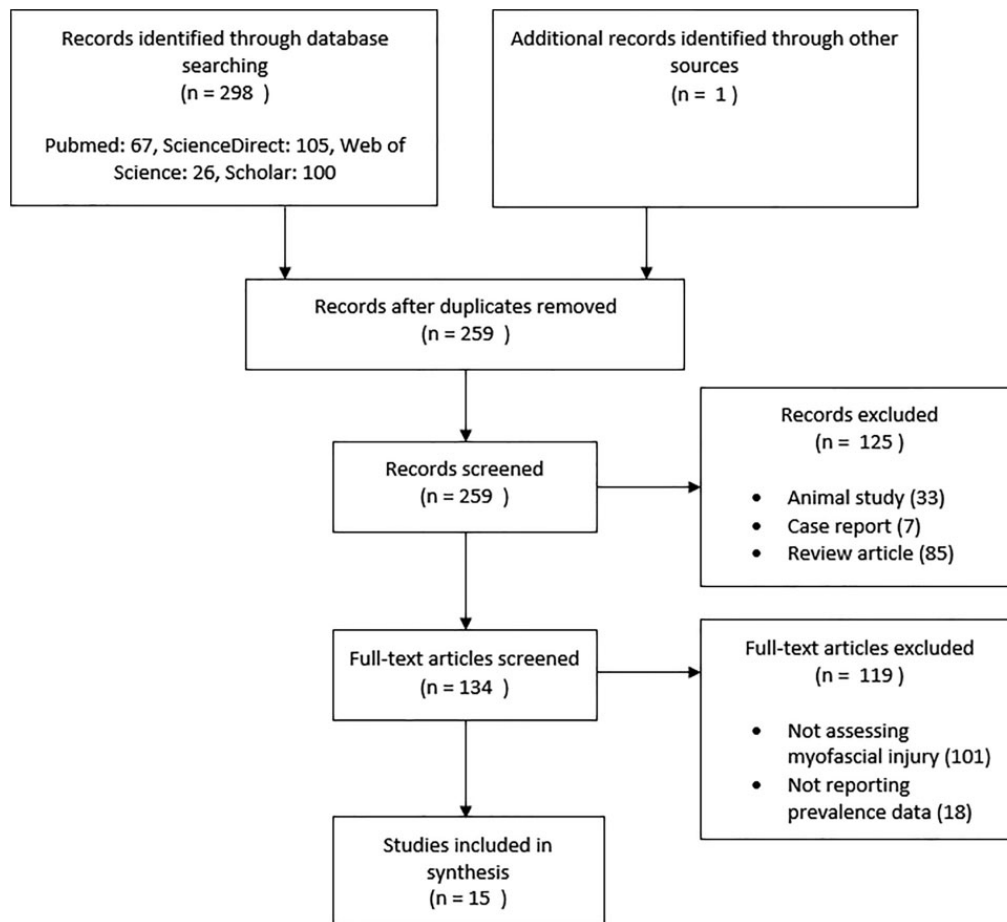 Records identified through database
searching
(n = 298 )
Pubmed: 67, ScienceDirect: 105, Web of
Science: 26, Scholar: 100
Additional records identified through other
sources
(n = 1 )
Records after duplicates removed
(n = 259 )
Records screened
(n = 259 )
Records excluded
(n = 125 )
• Animal study (33)
• Case report (7)
• Review article (85)
Full-text articles screened
(n = 134 )
Full-text articles excluded
(n = 119 )
• Not assessing
myofascial injury (101)
• Not reporting
prevalence data (18)
Studies included in
synthesis
(n = 15 )